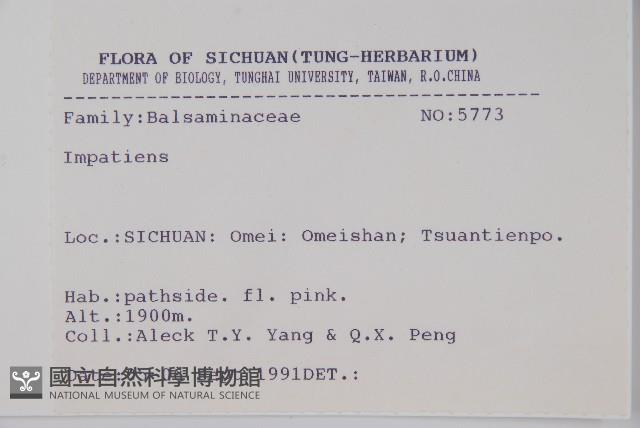 FLORA OF SICHUAN(TUNG-HERBARIUM)
DEPARTMENT OF BIOLOGY, TUNGHAI UNIVERSITY, TAIWAN, R.O.CHINA
Family:Balsaminaceae NO:5773
Impatiens
Loc.:SICHUAN: Omei: Omeishan; Tsuantienpo.
Hab.:pathside. fl. pink.
Alt.:1900m.
Coll.:Aleck T.Y. Yang & Q.X. Peng
1991DET.:
國立自然科學博物館
NATIONAL MUSEUM OF NATURAL SCIENCE